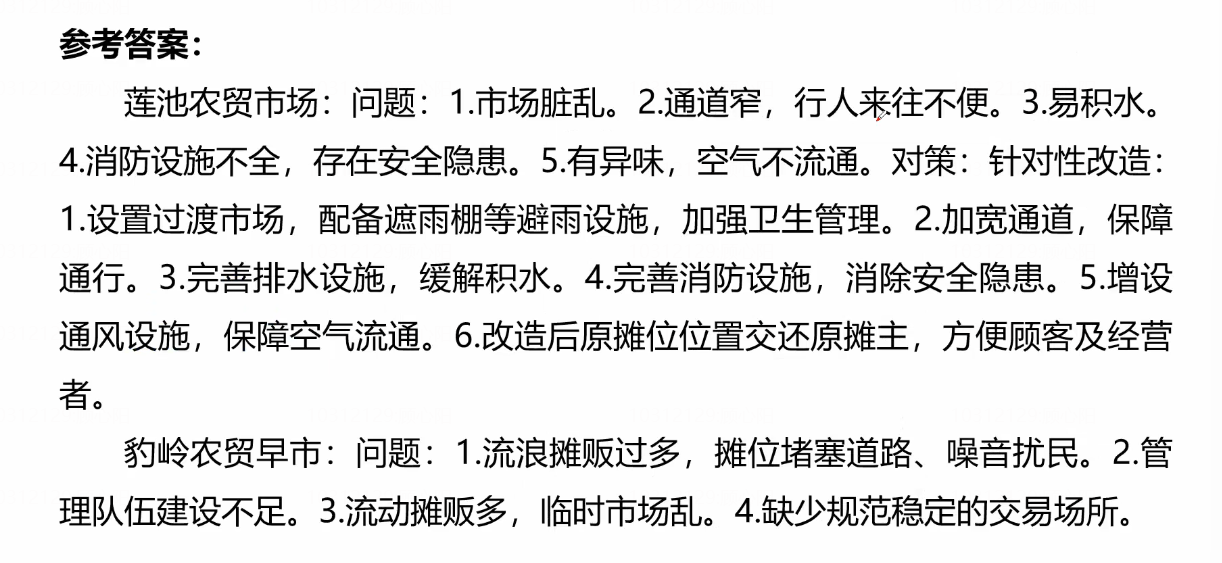 参考答案：
莲池农贸市场：问题：1.市场脏乱。2.通道窄，行人来往不便。3.易积水。
4.消防设施不全，存在安全隐患。5.有异味，空气不流通。对策：针对性改造：
1.设置过渡市场，配备遮雨棚等避雨设施，加强卫生管理。2.加宽通道，保障
通行。3.完善排水设施，缓解积水。4.完善消防设施，消除安全隐患。5.增设
通风设施，保障空气流通。6.改造后原摊位位置交还原摊主，方便顾客及经营
者。
豹岭农贸早市：问题：1.流浪摊贩过多，摊位堵塞道路、噪音扰民。2.管
理队伍建设不足。3.流动摊贩多，临时市场乱。4.缺少规范稳定的交易场所。